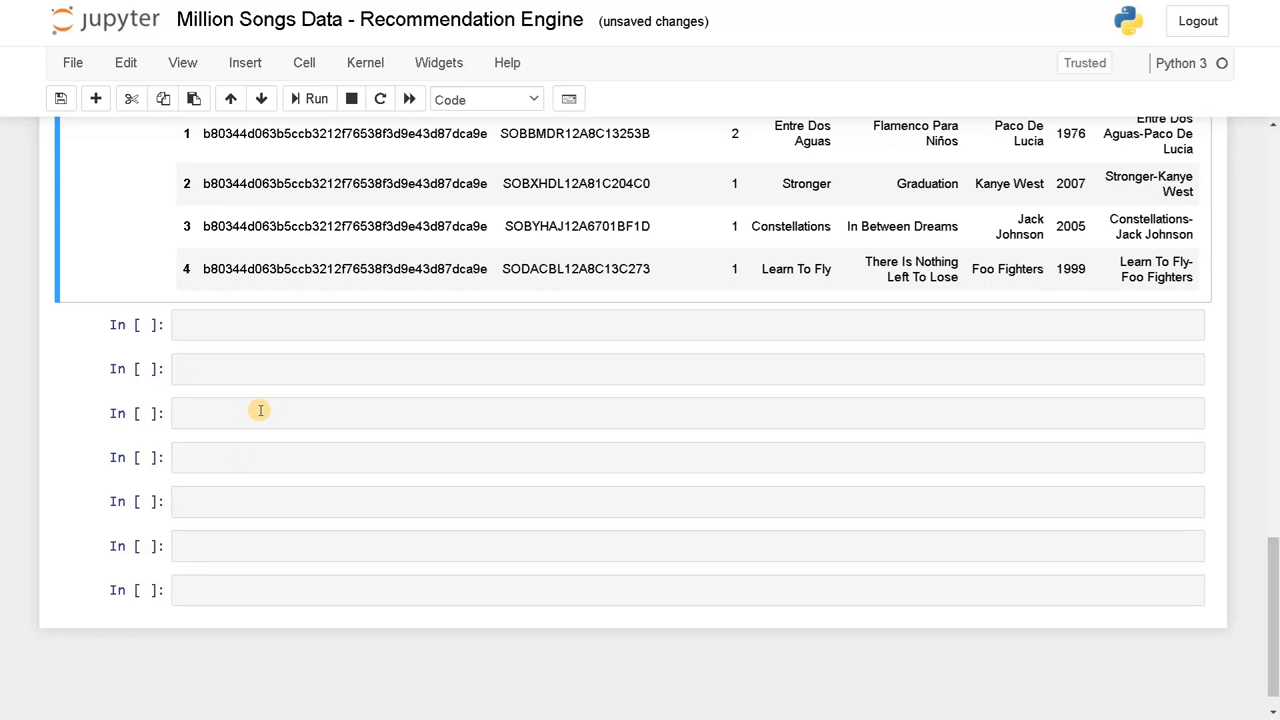 jupyter Million Songs Data - Recommendation Engine (unsaved changes) Logout
File Edit View Insert Cell Kernel Widgets Help Trusted Python 3
Run Code
1 b80344d063b5ccb3212f76538f3d9e43d87dca9e SOBBMDR12A8C13253B 2 Entre Dos Aguas Flamenco Para Niños Paco De Lucia 1976 Entre Dos Aguas-Paco De Lucia
2 b80344d063b5ccb3212f76538f3d9e43d87dca9e SOBXHDL12A81C204C0 1 Stronger Graduation Kanye West 2007 Stronger-Kanye West
3 b80344d063b5ccb3212f76538f3d9e43d87dca9e SOBYHAJ12A6701BF1D 1 Constellations In Between Dreams Jack Johnson 2005 Constellations-Jack Johnson
4 b80344d063b5ccb3212f76538f3d9e43d87dca9e SODACBL12A8C13C273 1 Learn To Fly There Is Nothing Left To Lose Foo Fighters 1999 Learn To Fly-Foo Fighters
In [ ]:
In [ ]:
In [ ]:
In [ ]:
In [ ]:
In [ ]:
In [ ]: